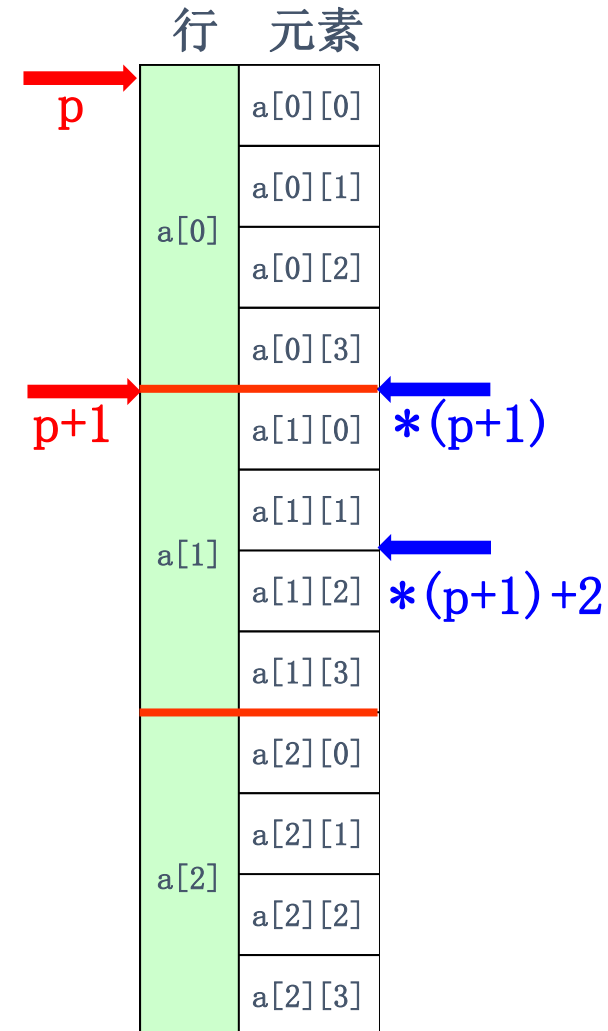 行 元素
p
a[0][0]
a[0][1]
a[0]
a[0][2]
a[0][3]
p+1
*(p+1)
a[1][0]
a[1][1]
a[1]
*(p+1)+2
a[1][2]
a[1][3]
a[2][0]
a[2][1]
a[2]
a[2][2]
a[2][3]